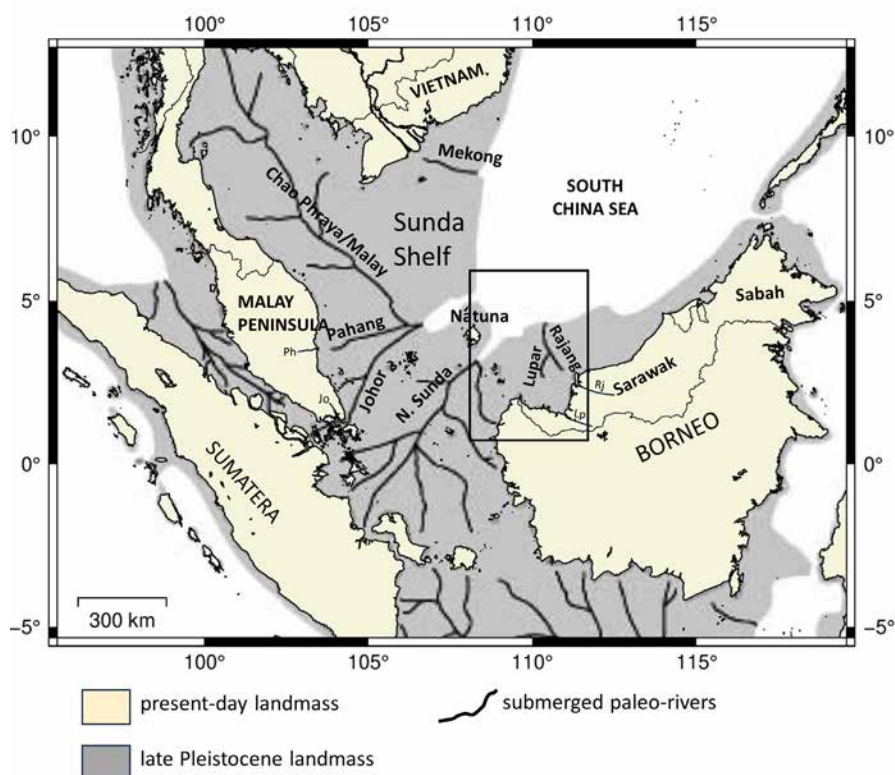 100° 105° 110° 115°
10°
5°
0°
−5°
10°
5°
0°
−5°
VIETNAM
Mekong
Chao Phraya/Malay
SOUTH
CHINA SEA
Sunda
Shelf
MALAY
PENINSULA
Pahang
Ph
Johor
Jo
N. Sunda
Natuna
Lupar
Rajang
Rj
Lp
Sarawak
Sabah
BORNEO
SUMATERA
300 km
100° 105° 110° 115°
present-day landmass
submerged paleo-rivers
late Pleistocene landmass